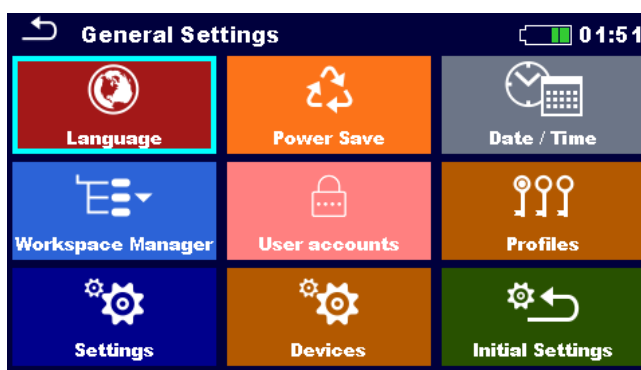 General Settings 01:51
Language Power Save Date / Time
Workspace Manager User accounts Profiles
Settings Devices Initial Settings